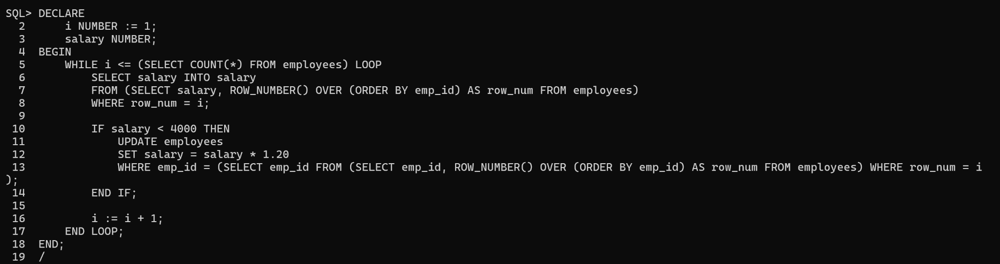 SQL> DECLARE
  2      i NUMBER := 1;
  3      salary NUMBER;
  4  BEGIN
  5      WHILE i <= (SELECT COUNT(*) FROM employees) LOOP
  6          SELECT salary INTO salary
  7          FROM (SELECT salary, ROW_NUMBER() OVER (ORDER BY emp_id) AS row_num FROM employees)
  8          WHERE row_num = i;
  9
 10          IF salary < 4000 THEN
 11              UPDATE employees
 12              SET salary = salary * 1.20
 13              WHERE emp_id = (SELECT emp_id FROM (SELECT emp_id, ROW_NUMBER() OVER (ORDER BY emp_id) AS row_num FROM employees) WHERE row_num = i
);
 14          END IF;
 15
 16          i := i + 1;
 17      END LOOP;
 18  END;
 19  /